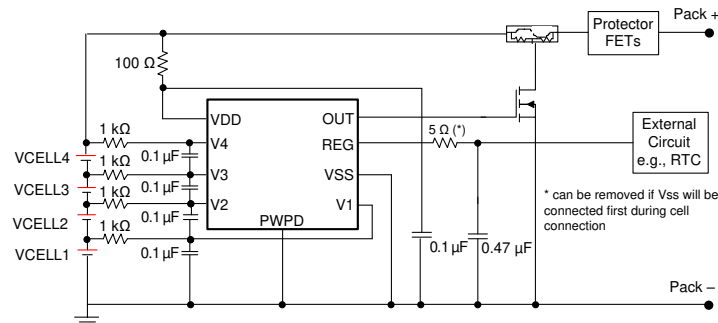 Pack +
Protector
FETs
100 Ω
VDD
OUT
1 kΩ
V4
REG
5 Ω (*)
External
Circuit
e.g., RTC
VCELL4
0.1 µF
1 kΩ
V3
VSS
VCELL3
0.1 µF
1 kΩ
V2
V1
VCELL2
0.1 µF
1 kΩ
PWPD
* can be removed if Vss will be
connected first during cell
connection
VCELL1
0.1 µF
0.1 µF
0.47 µF
Pack –